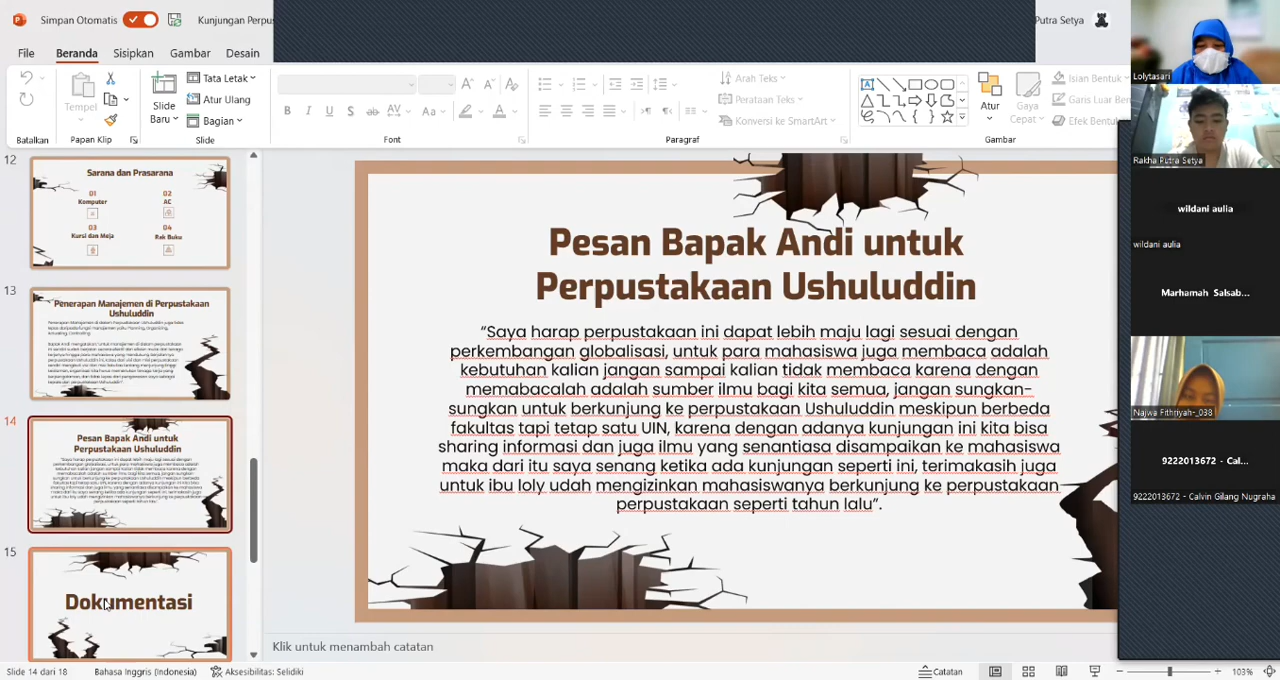 Simpan Otomatis
Kunjungan Perpus
Putra Setya
File
Beranda
Sisipkan
Gambar
Desain
Tempel
Slide
Baru
Tata Letak
Atur Ulang
Bagian
Arah Teks
Perataan Teks
Konversi ke SmartArt
Atur
Gaya
Cepat
Isian Bentuk
Garis Luar Ben
Efek Bentu
Batalkan
Papan Klip
Slide
Font
Paragraf
Gambar
12
Sarana dan Prasarana
01
02
Komputer
AC
03
04
Kursi dan Meja
Rak Buku
13
Penerapan Manajemen di Perpustakaan
Ushuluddin
14
Pesan Bapak Andi untuk
Perpustakaan Ushuluddin
15
Dokumentasi
Pesan Bapak Andi untuk
Perpustakaan Ushuluddin
“Saya harap perpustakaan ini dapat lebih maju lagi sesuai dengan
perkembangan globalisasi, untuk para mahasiswa juga membaca adalah
kebutuhan kalian jangan sampai kalian tidak membaca karena dengan
membacalah adalah sumber ilmu bagi kita semua, jangan sungkan-
sungkan untuk berkunjung ke perpustakaan Ushuluddin meskipun berbeda
fakultas tapi tetap satu UIN, karena dengan adanya kunjungan ini kita bisa
sharing informasi dan juga ilmu yang senantiasa disampaikan ke mahasiswa
maka dari itu saya senang ketika ada kunjungan seperti ini, terimakasih juga
untuk ibu loly udah mengizinkan mahasiswanya berkunjung ke perpustakaan
perpustakaan seperti tahun lalu”.
Klik untuk menambah catatan
Slide 14 dari 18
Bahasa Inggris (Indonesia)
Aksesibilitas: Selidiki
Catatan
103%
Lolytasari
Rakha Putra Setya
wildani aulia
wildani aulia
Marhamah Salsab...
Najwa Fithriyah-_038
9222013672 - Cal...
9222013672 - Calvin Gilang Nugraha